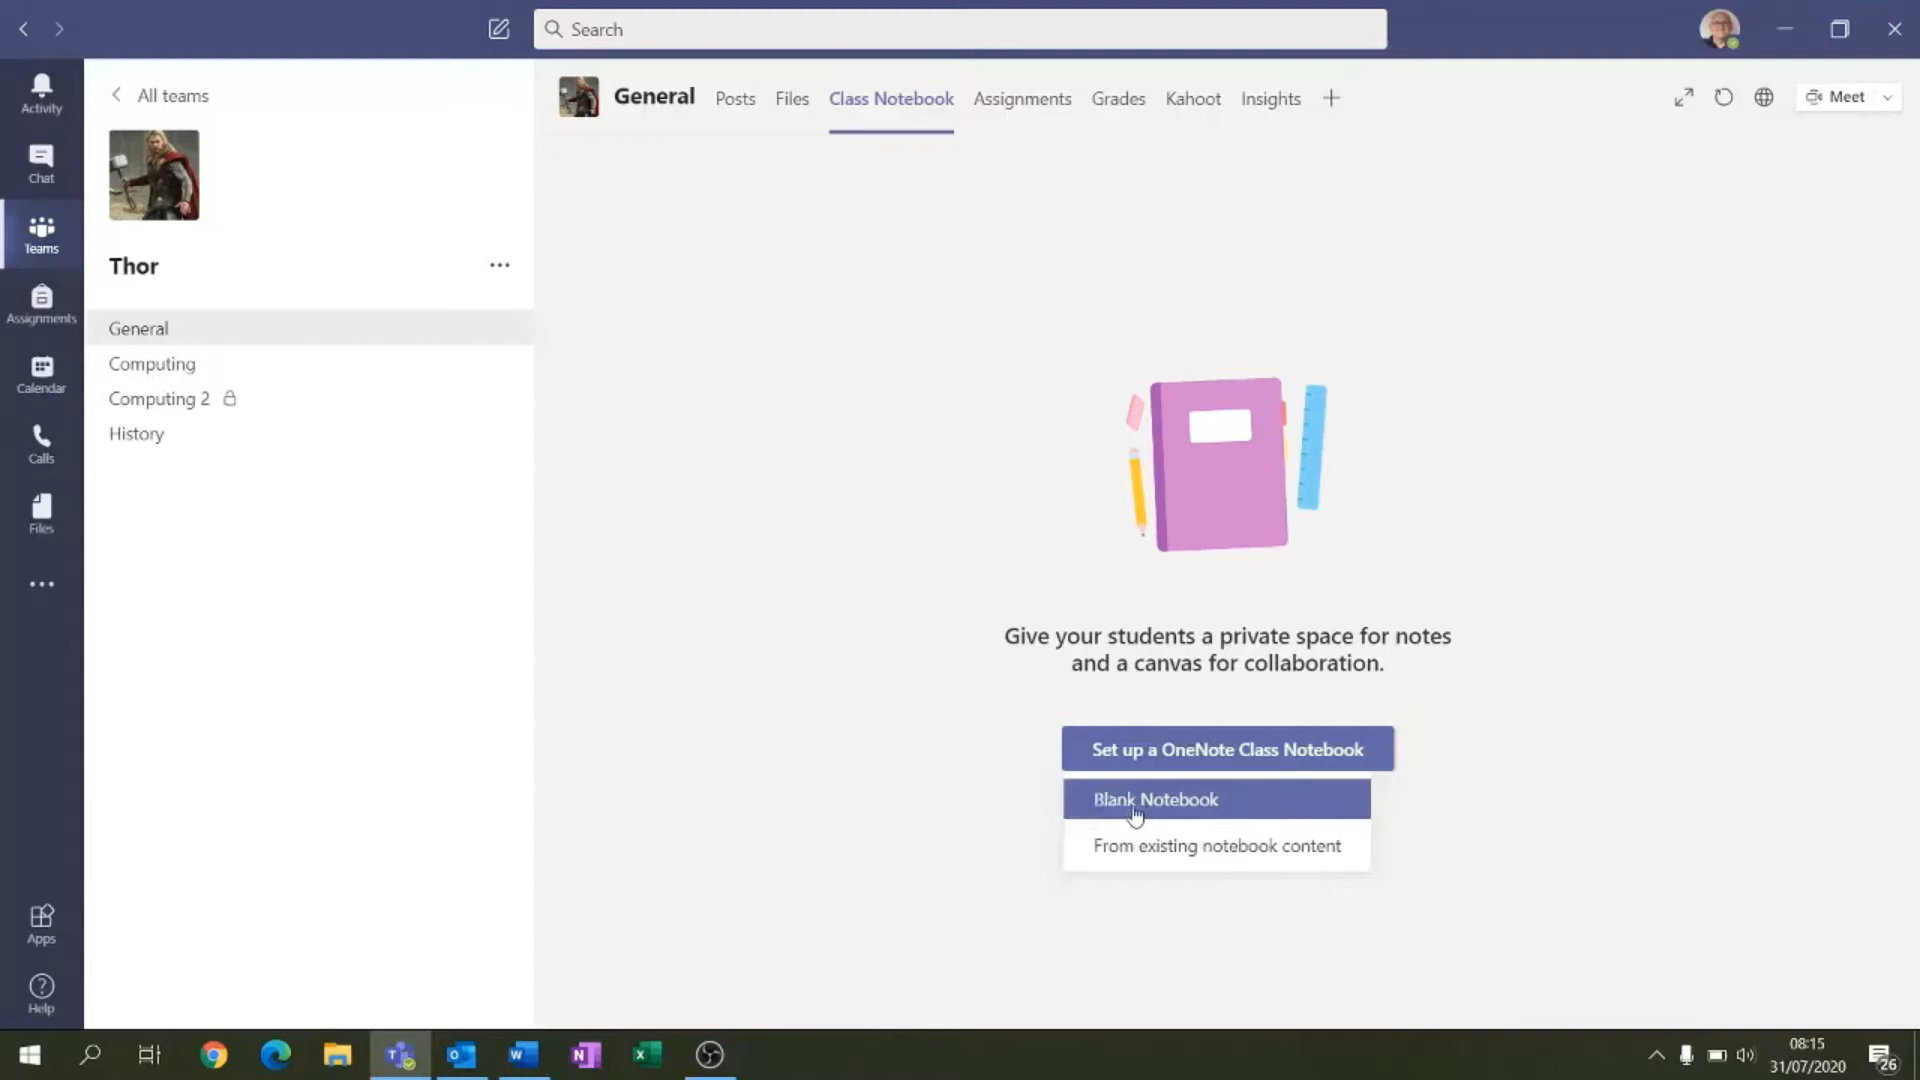 Search
Activity
Chat
Teams
Assignments
Calendar
Calls
Files
Apps
Help
All teams
Thor
General
Computing
Computing 2
History
General Posts Files Class Notebook Assignments Grades Kahoot Insights
Meet
Give your students a private space for notes
and a canvas for collaboration.
Set up a OneNote Class Notebook
Blank Notebook
From existing notebook content
08:15
31/07/2020
26